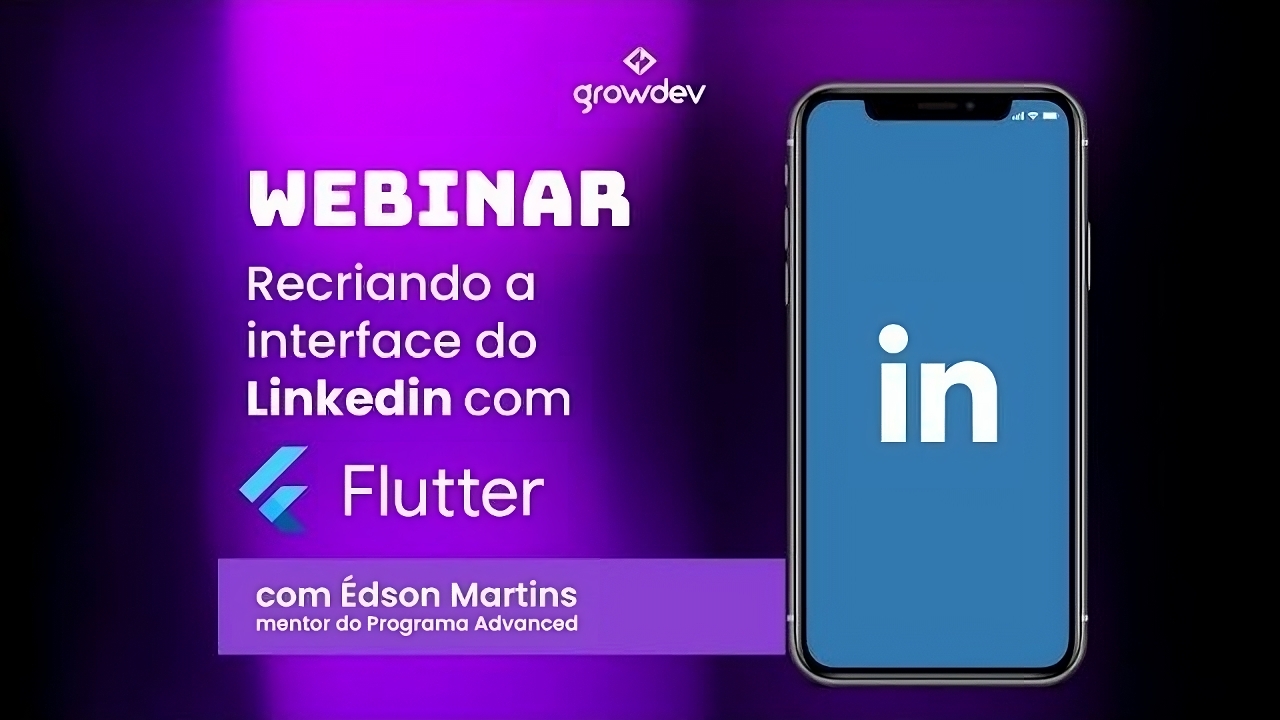 growdev
WEBINAR
Recriando a
interface do
Linkedin com
Flutter
com Édson Martins
mentor do Programa Advanced
in